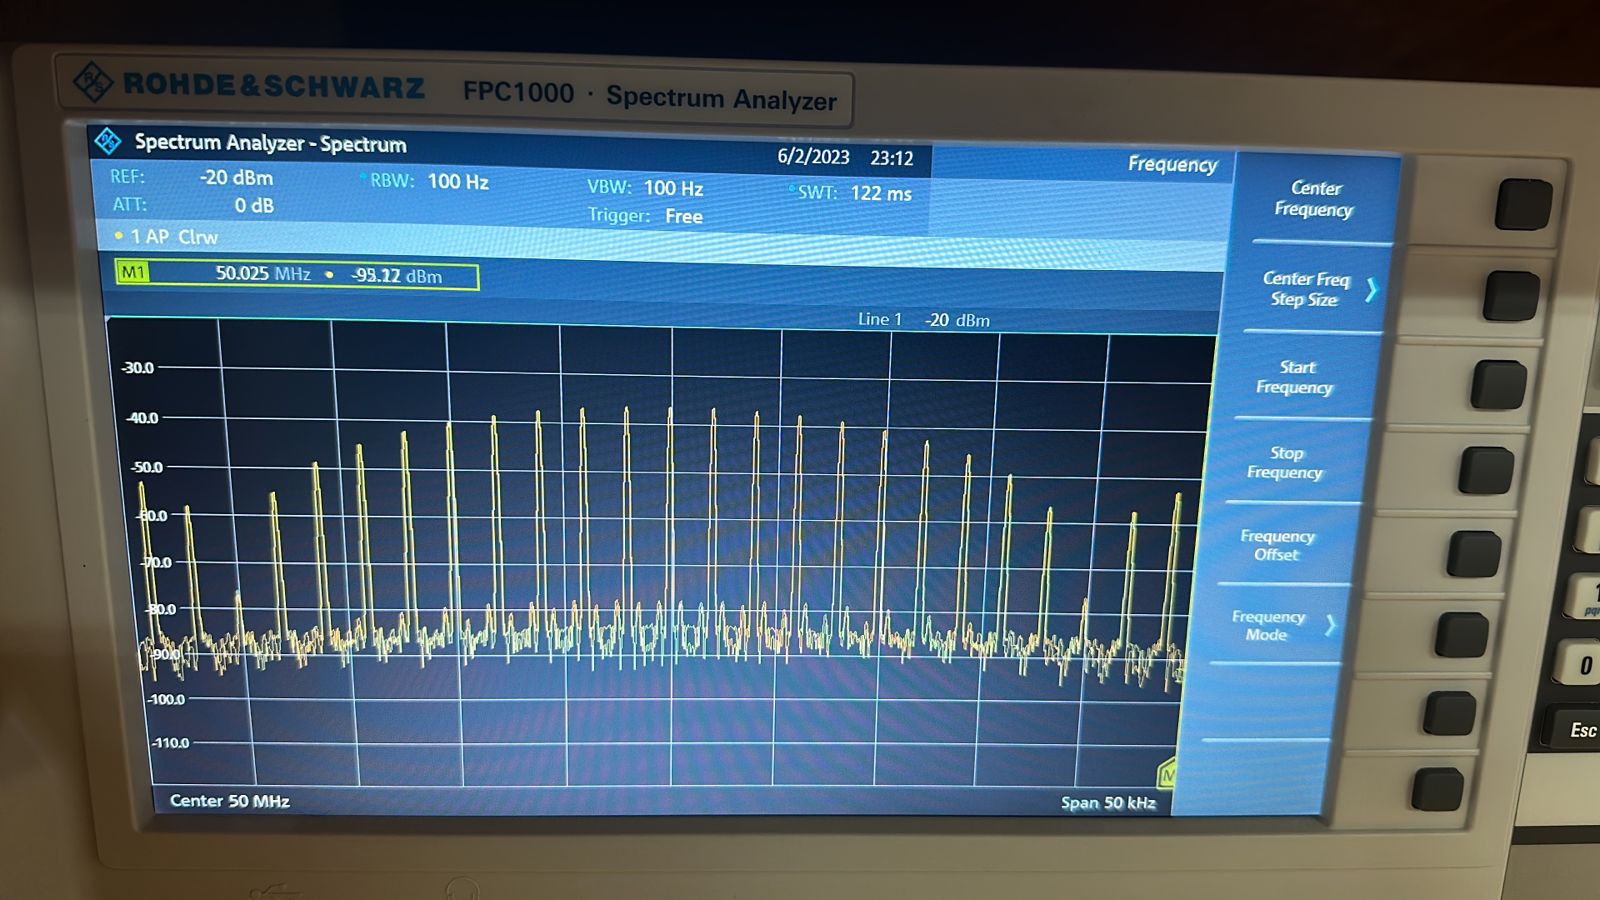 ROHDE&SCHWARZ FPC1000 · Spectrum Analyzer
Spectrum Analyzer - Spectrum
6/2/2023 23:12
Frequency
REF: -20 dBm
RBW: 100 Hz
VBW: 100 Hz
SWT: 122 ms
ATT: 0 dB
Trigger: Free
1 AP Clrw
M1 50.025 MHz
dBm
Line 1 -20 dBm
-30.0
-40.0
-50.0
-60.0
-70.0
-80.0
-90.0
-100.0
-110.0
M
Center 50 MHz
Span 50 kHz
Center
Frequency
Center Freq
Step Size
Start
Frequency
Stop
Frequency
Frequency
Offset
Frequency
Mode
1
0
Esc